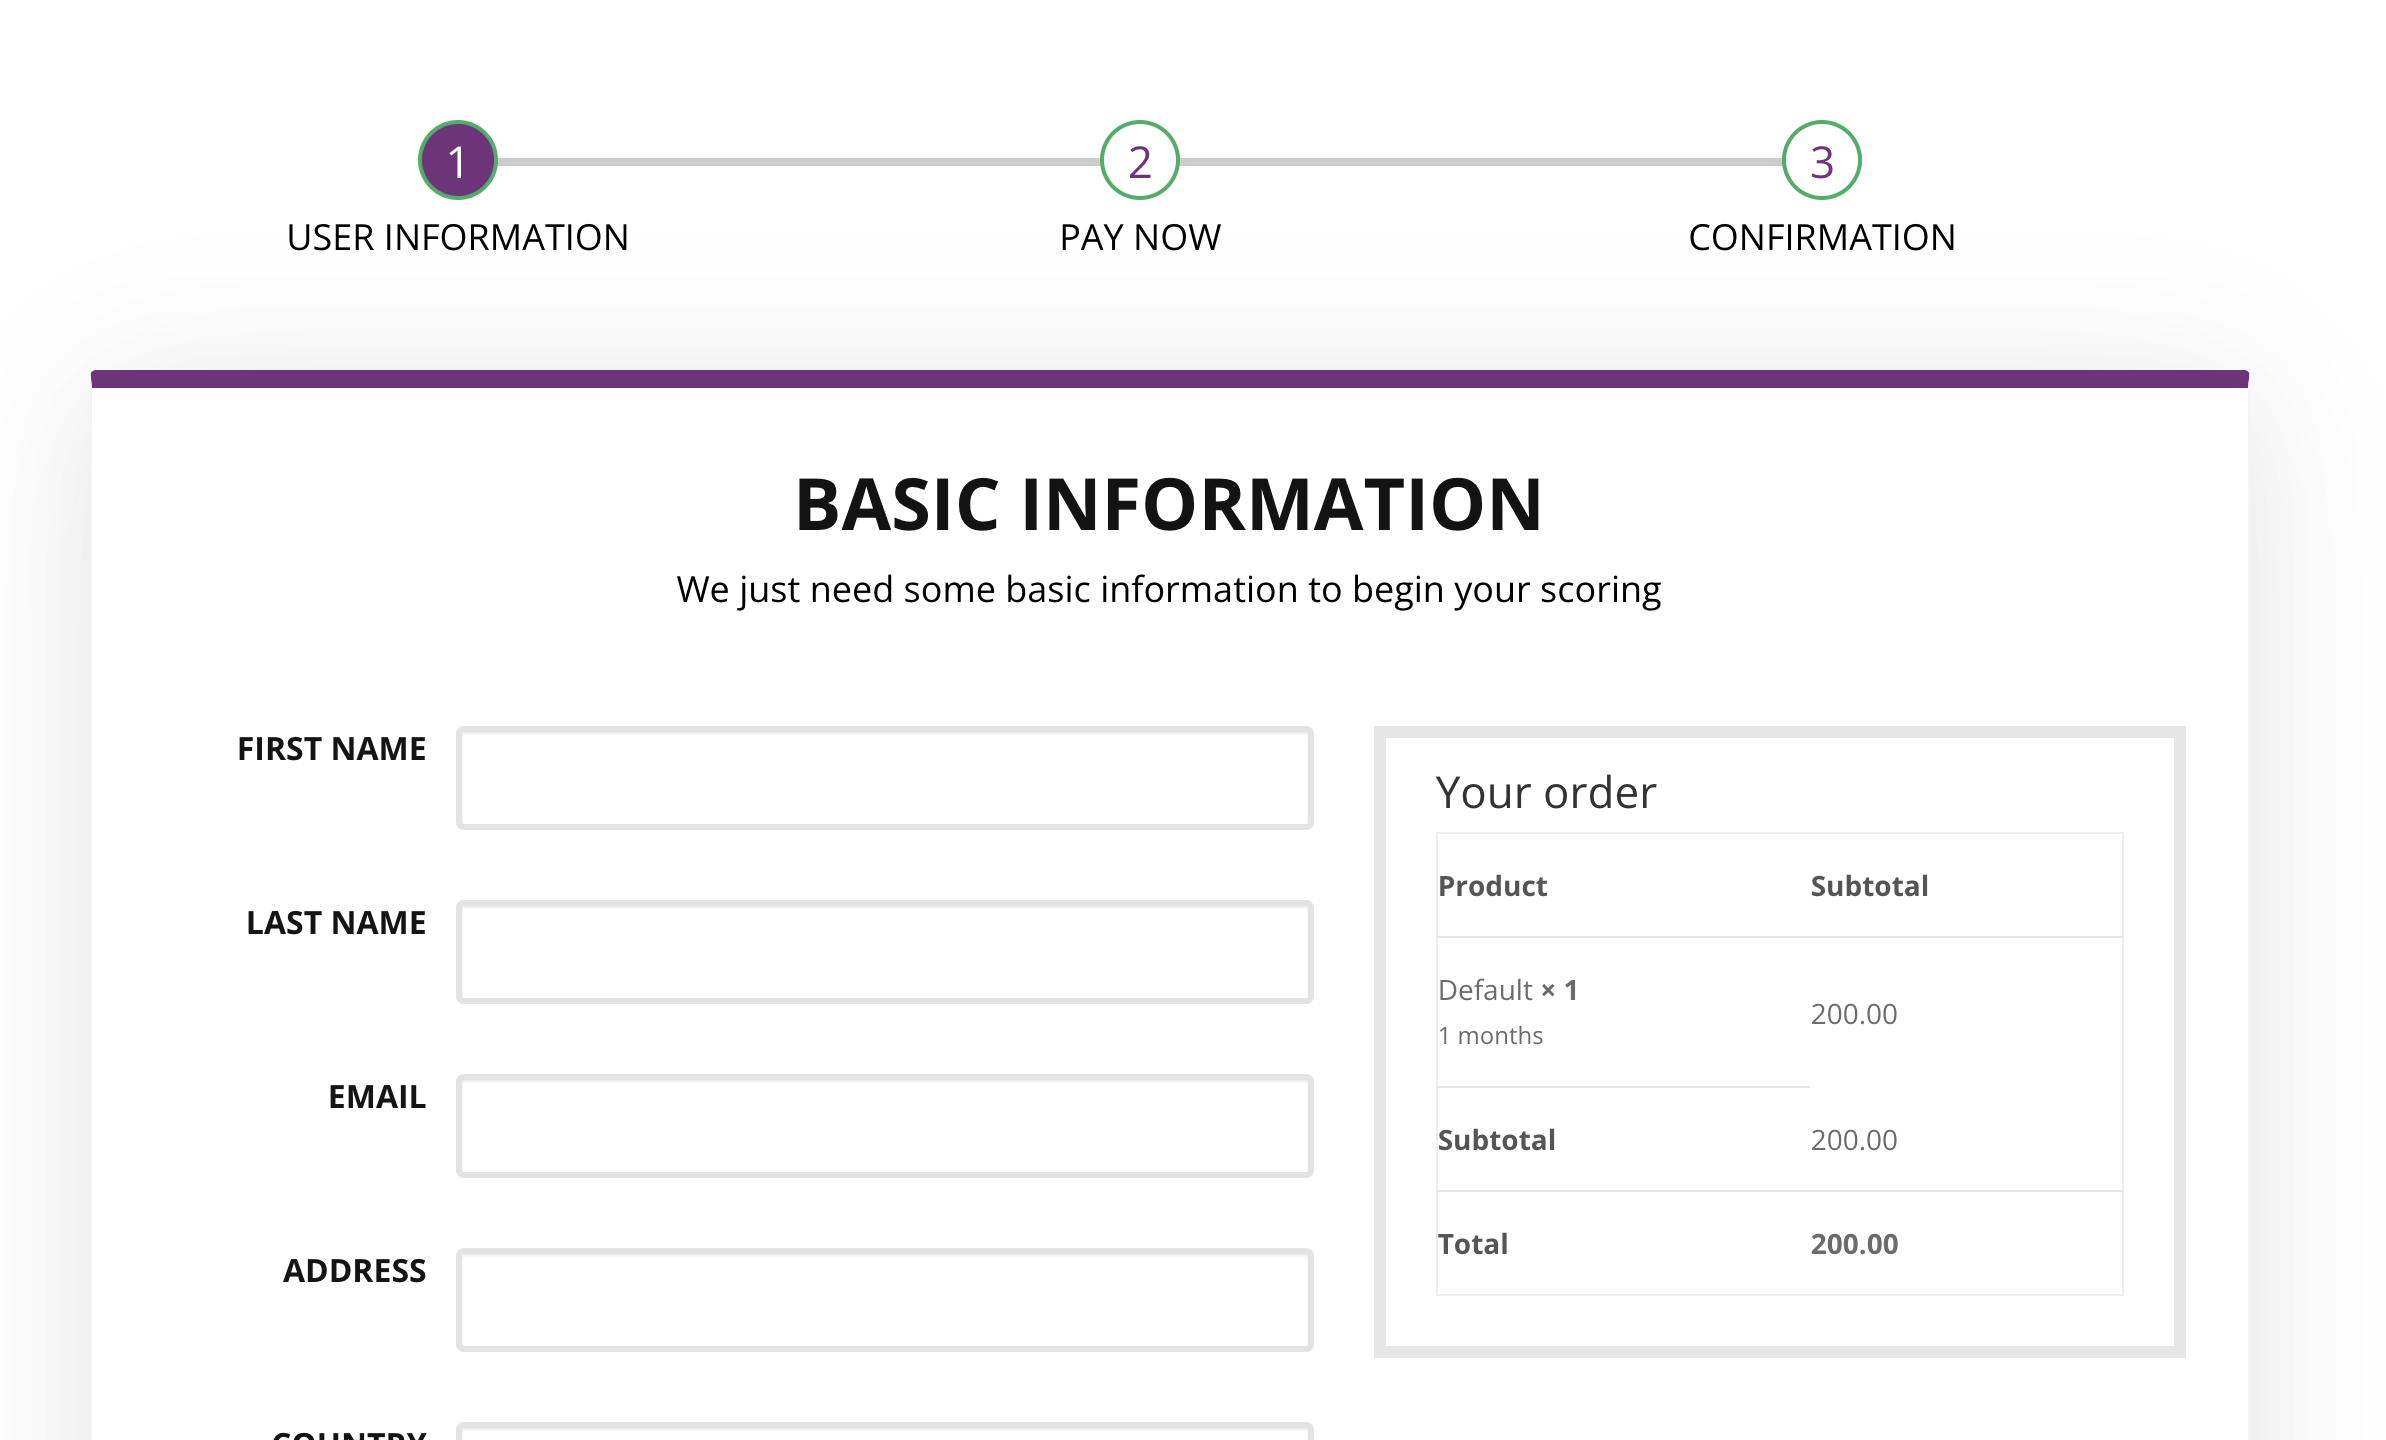 1
2
3
USER INFORMATION
PAY NOW
CONFIRMATION
BASIC INFORMATION
We just need some basic information to begin your scoring
FIRST NAME
LAST NAME
EMAIL
ADDRESS
COUNTRY
Your order
Product Subtotal
Default × 1
1 months
200.00
Subtotal 200.00
Total 200.00